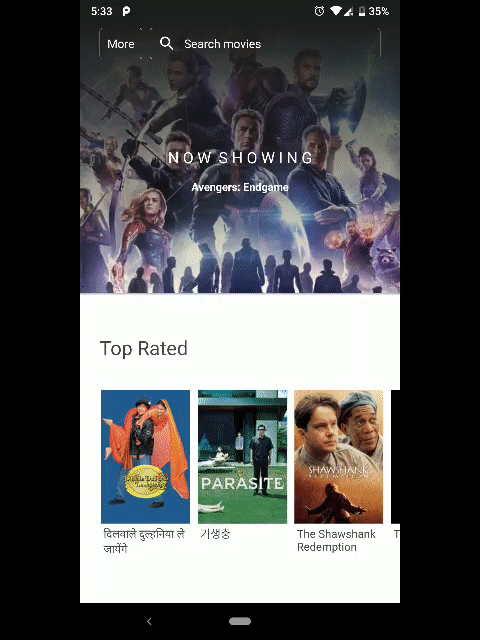 5:33
35%
More
Search movies
NOW SHOWING
Avengers: Endgame
Top Rated
PARASITE
SHAWSHANK
REDEMPTION
दिलवाले दुल्हनिया ले
जायेंगे
기생충
The Shawshank
Redemption
T